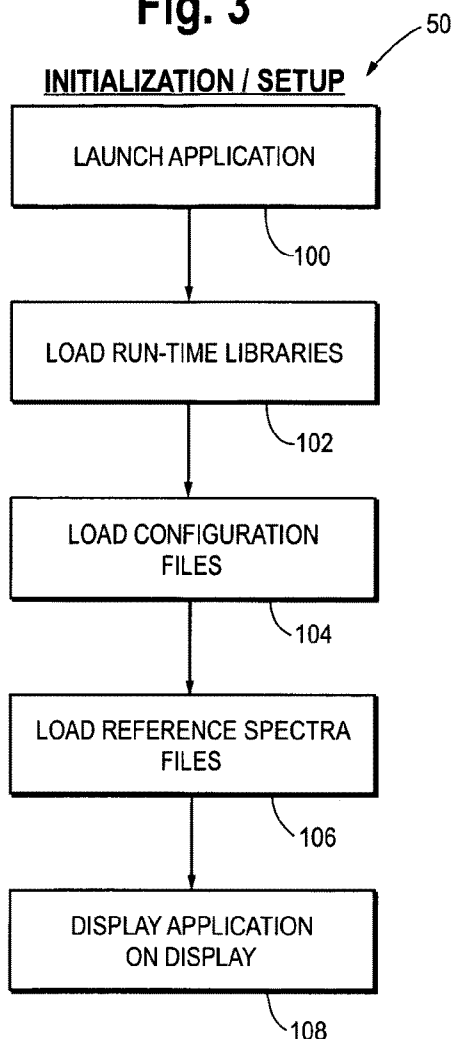 Fig. 3
50
INITIALIZATION / SETUP
LAUNCH APPLICATION
100
LOAD RUN-TIME LIBRARIES
102
LOAD CONFIGURATION
FILES
104
LOAD REFERENCE SPECTRA
FILES
106
DISPLAY APPLICATION
ON DISPLAY
108